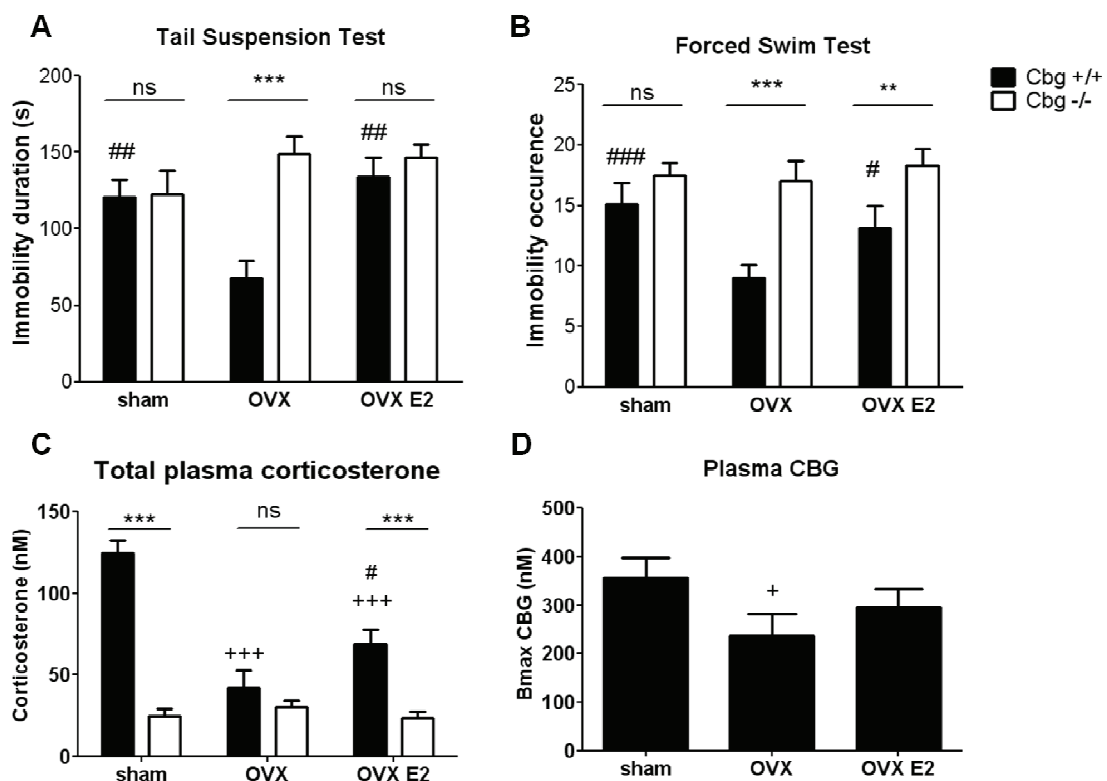 A
Tail Suspension Test
Immobility duration (s)
200
150
100
50
0
ns
***
ns
##
##
sham
OVX
OVX E2
B
Forced Swim Test
Immobility occurence
25
20
15
10
5
0
ns
***
**
###
#
sham
OVX
OVX E2
Cbg +/+
Cbg -/-
C
Total plasma corticosterone
Corticosterone (nM)
150
100
50
0
***
ns
***
#
+++
+++
sham
OVX
OVX E2
D
Plasma CBG
Bmax CBG (nM)
500
400
300
200
100
0
+
sham
OVX
OVX E2